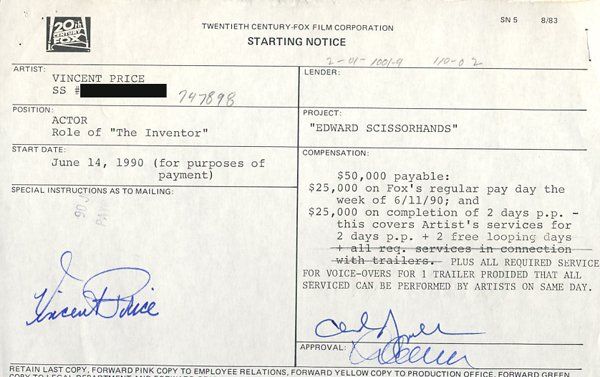 20th
CENTURY
FOX
TWENTIETH CENTURY-FOX FILM CORPORATION
SN 5 8/83
STARTING NOTICE
2-01-1001-9 110-02
ARTIST:
VINCENT PRICE
SS #
747898
LENDER:
POSITION:
ACTOR
Role of "The Inventor"
PROJECT:
"EDWARD SCISSORHANDS"
START DATE:
June 14, 1990 (for purposes of
payment)
COMPENSATION:
$50,000 payable:
$25,000 on Fox's regular pay day the
week of 6/11/90; and
$25,000 on completion of 2 days p.p. -
this covers Artist's services for
2 days p.p. + 2 free looping days
+ all req. services in connection
with trailers. PLUS ALL REQUIRED SERVICE
FOR VOICE-OVERS FOR 1 TRAILER PRODIDED THAT ALL
SERVICED CAN BE PERFORMED BY ARTISTS ON SAME DAY.
SPECIAL INSTRUCTIONS AS TO MAILING:
Vincent Price
APPROVAL:
RETAIN LAST COPY, FORWARD PINK COPY TO EMPLOYEE RELATIONS, FORWARD YELLOW COPY TO PRODUCTION OFFICE, FORWARD GREEN